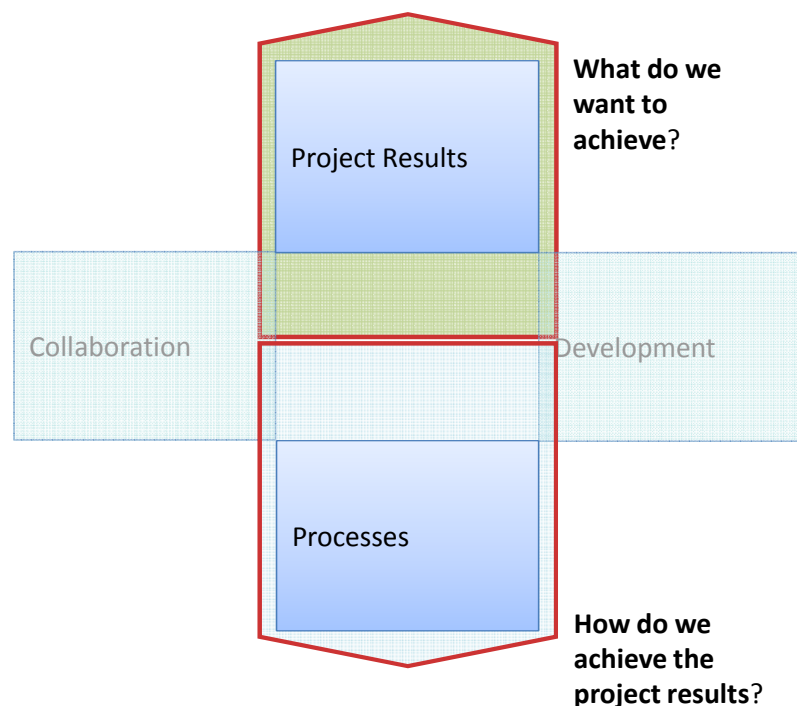 What do we
want to
achieve?
Project Results
Collaboration
Development
Processes
How do we
achieve the
project results?